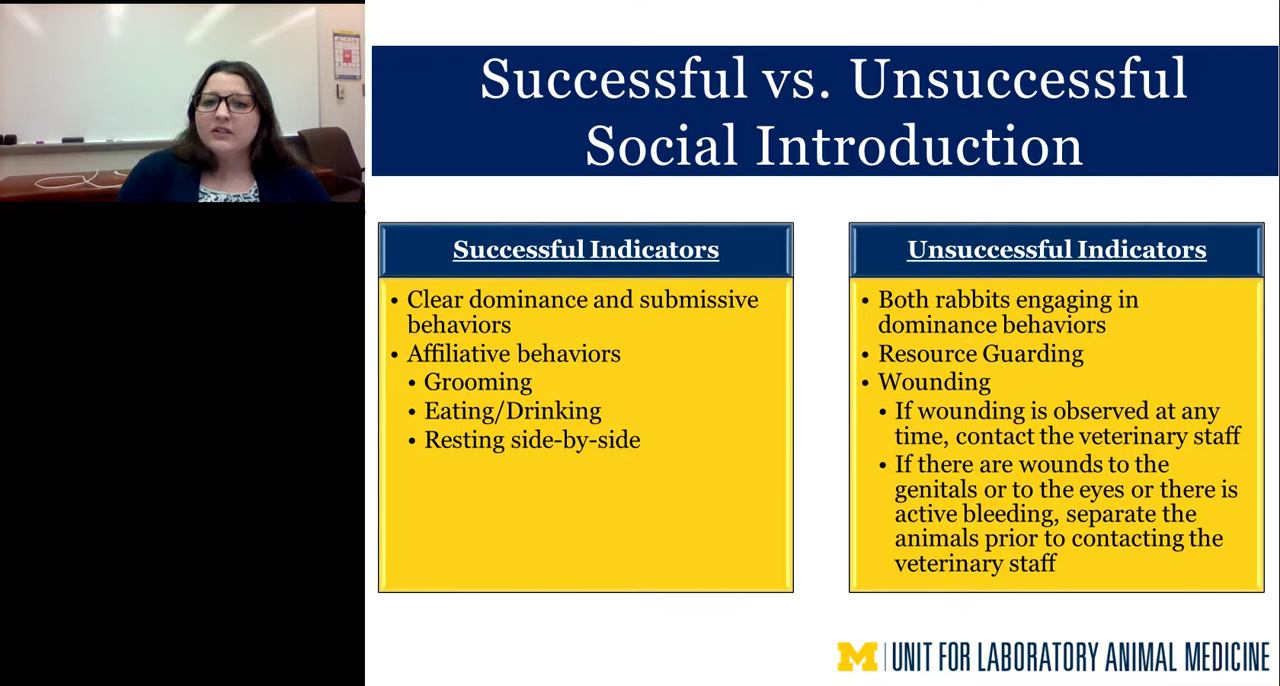 Successful vs. Unsuccessful
Social Introduction
Successful Indicators
• Clear dominance and submissive
behaviors
• Affiliative behaviors
• Grooming
• Eating/Drinking
• Resting side-by-side
Unsuccessful Indicators
• Both rabbits engaging in
dominance behaviors
• Resource Guarding
• Wounding
• If wounding is observed at any
time, contact the veterinary staff
• If there are wounds to the
genitals or to the eyes or there is
active bleeding, separate the
animals prior to contacting the
veterinary staff
M | UNIT FOR LABORATORY ANIMAL MEDICINE